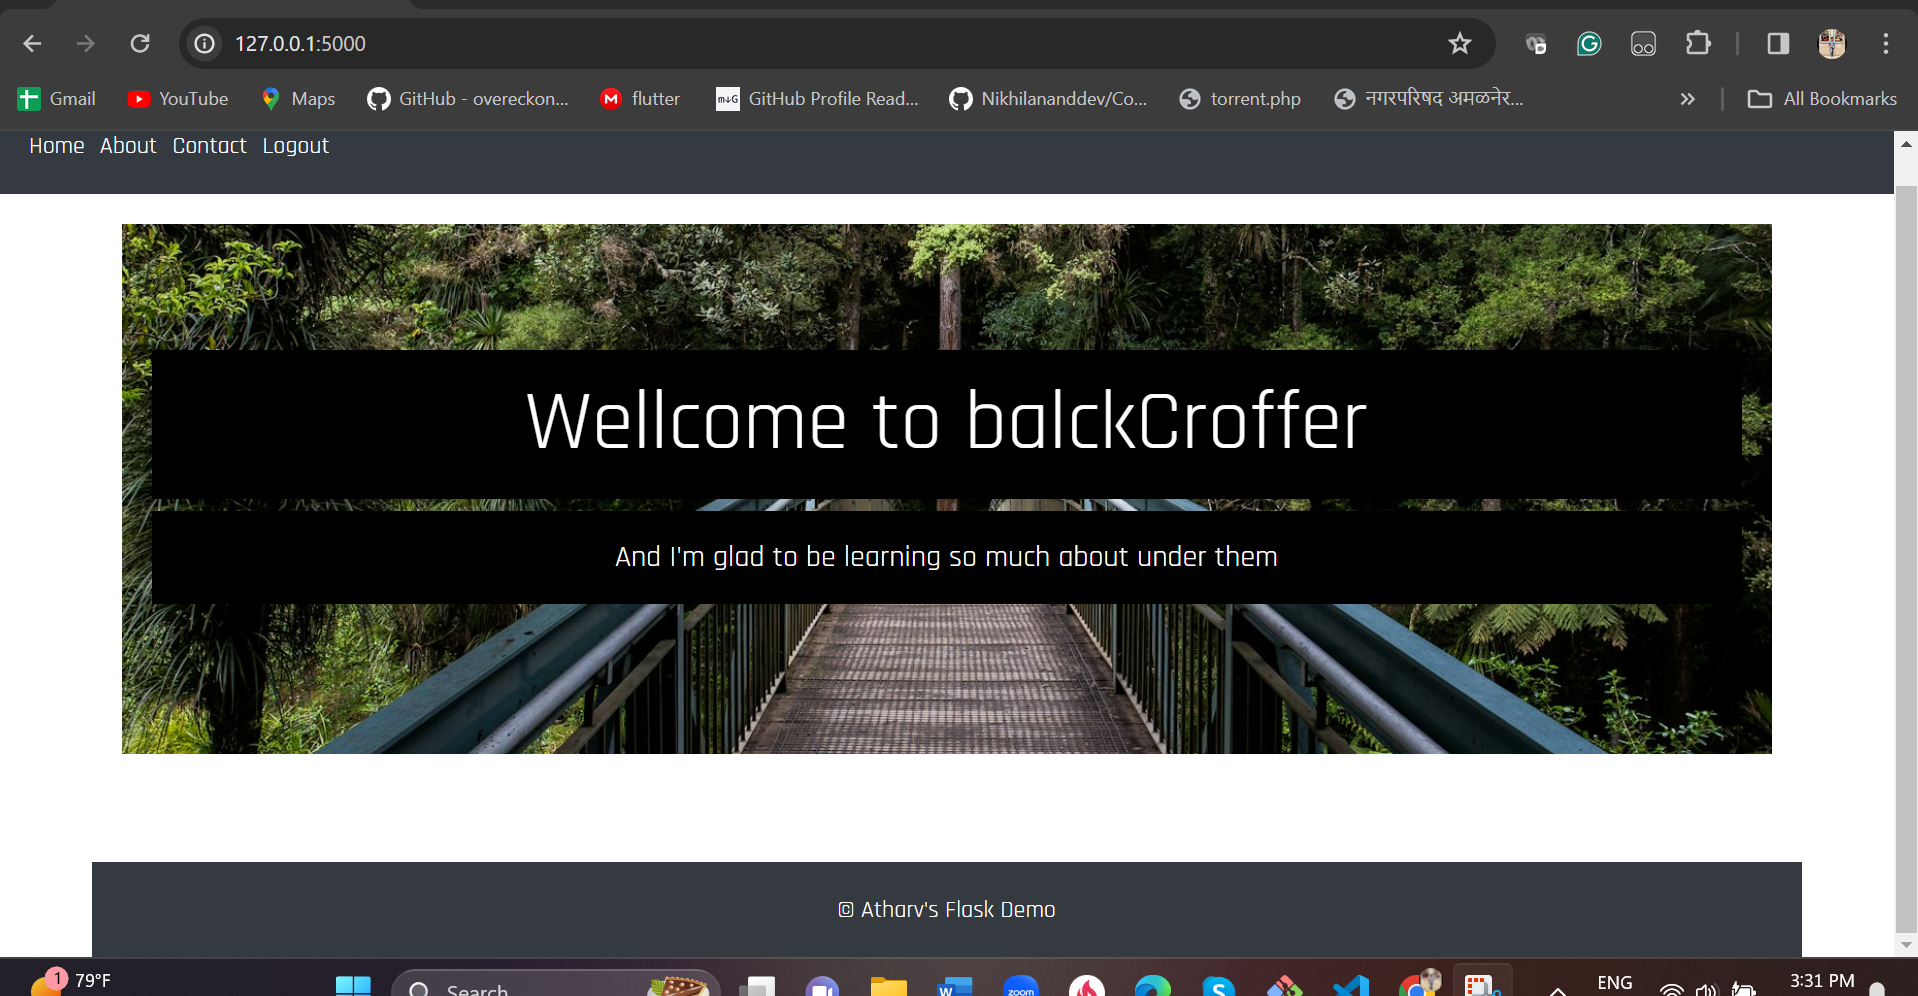 127.0.0.1:5000
Gmail YouTube Maps GitHub - overeckon... flutter GitHub Profile Read... Nikhilananddev/Co... torrent.php नगरपरिषद अमळनेर... » All Bookmarks
Home About Contact Logout
Wellcome to balckCroffer
And I'm glad to be learning so much about under them
© Atharv's Flask Demo
1 79°F Search zoom ENG 3:31 PM